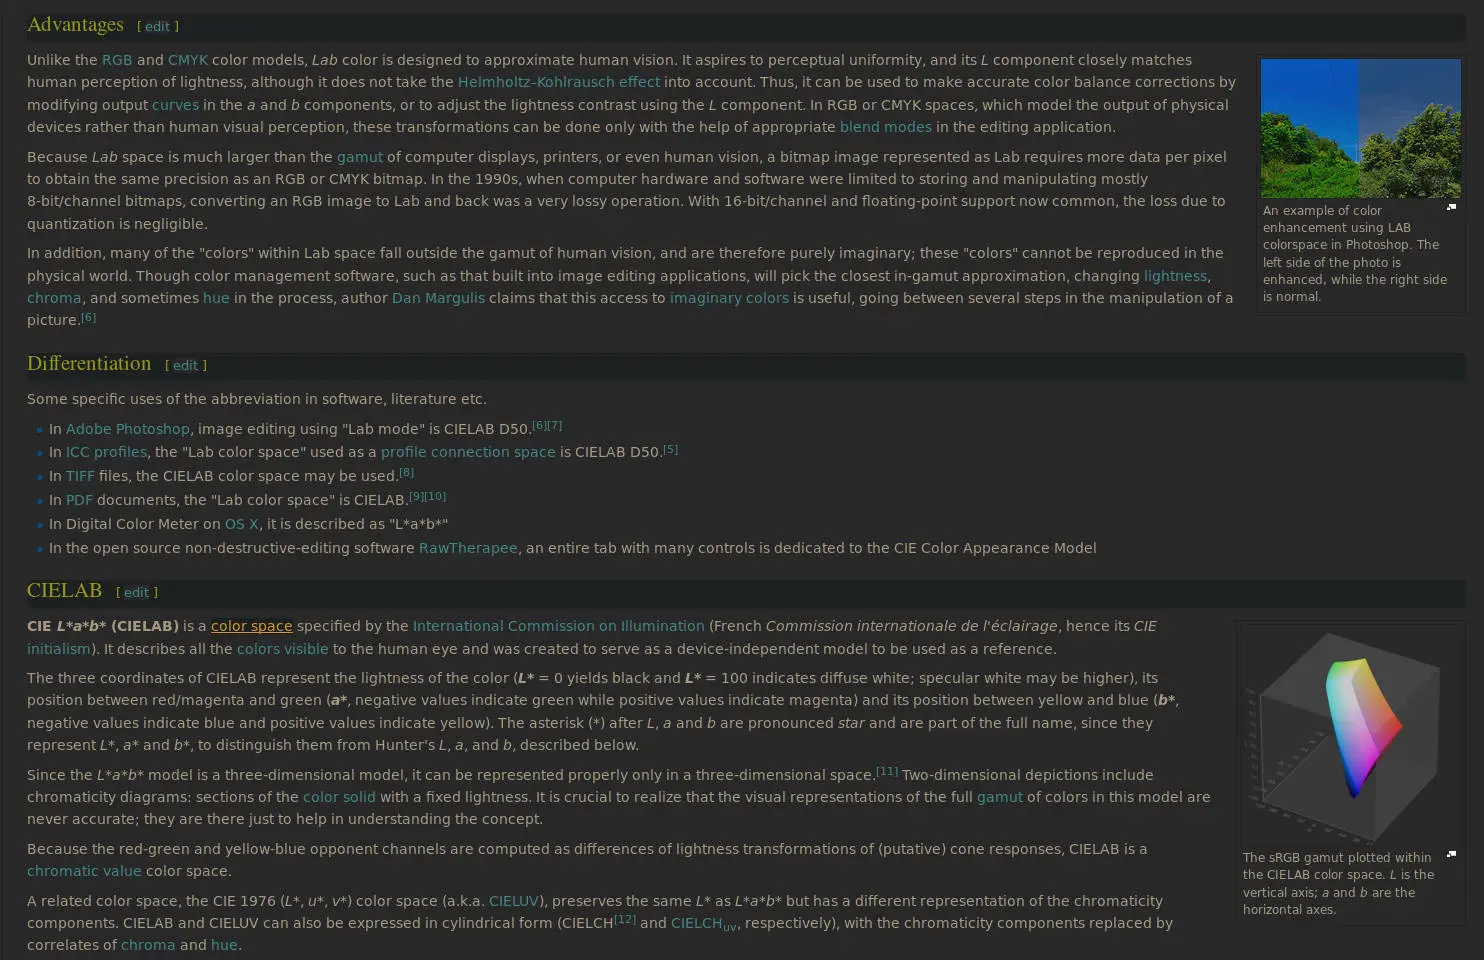 Advantages [ edit ]
Unlike the RGB and CMYK color models, Lab color is designed to approximate human vision. It aspires to perceptual uniformity, and its L component closely matches
human perception of lightness, although it does not take the Helmholtz–Kohlrausch effect into account. Thus, it can be used to make accurate color balance corrections by
modifying output curves in the a and b components, or to adjust the lightness contrast using the L component. In RGB or CMYK spaces, which model the output of physical
devices rather than human visual perception, these transformations can be done only with the help of appropriate blend modes in the editing application.
Because Lab space is much larger than the gamut of computer displays, printers, or even human vision, a bitmap image represented as Lab requires more data per pixel
to obtain the same precision as an RGB or CMYK bitmap. In the 1990s, when computer hardware and software were limited to storing and manipulating mostly
8-bit/channel bitmaps, converting an RGB image to Lab and back was a very lossy operation. With 16-bit/channel and floating-point support now common, the loss due to
quantization is negligible.
In addition, many of the "colors" within Lab space fall outside the gamut of human vision, and are therefore purely imaginary; these "colors" cannot be reproduced in the
physical world. Though color management software, such as that built into image editing applications, will pick the closest in-gamut approximation, changing lightness,
chroma, and sometimes hue in the process, author Dan Margulis claims that this access to imaginary colors is useful, going between several steps in the manipulation of a
picture.[6]
An example of color
enhancement using LAB
colorspace in Photoshop. The
left side of the photo is
enhanced, while the right side
is normal.
Differentiation [ edit ]
Some specific uses of the abbreviation in software, literature etc.
In Adobe Photoshop, image editing using "Lab mode" is CIELAB D50.[6][7]
In ICC profiles, the "Lab color space" used as a profile connection space is CIELAB D50.[5]
In TIFF files, the CIELAB color space may be used.[8]
In PDF documents, the "Lab color space" is CIELAB.[9][10]
In Digital Color Meter on OS X, it is described as "L*a*b*"
In the open source non-destructive-editing software RawTherapee, an entire tab with many controls is dedicated to the CIE Color Appearance Model
CIELAB [ edit ]
CIE L*a*b* (CIELAB) is a color space specified by the International Commission on Illumination (French Commission internationale de l'éclairage, hence its CIE
initialism). It describes all the colors visible to the human eye and was created to serve as a device-independent model to be used as a reference.
The three coordinates of CIELAB represent the lightness of the color (L* = 0 yields black and L* = 100 indicates diffuse white; specular white may be higher), its
position between red/magenta and green (a*, negative values indicate green while positive values indicate magenta) and its position between yellow and blue (b*,
negative values indicate blue and positive values indicate yellow). The asterisk (*) after L, a and b are pronounced star and are part of the full name, since they
represent L*, a* and b*, to distinguish them from Hunter's L, a, and b, described below.
Since the L*a*b* model is a three-dimensional model, it can be represented properly only in a three-dimensional space.[11] Two-dimensional depictions include
chromaticity diagrams: sections of the color solid with a fixed lightness. It is crucial to realize that the visual representations of the full gamut of colors in this model are
never accurate; they are there just to help in understanding the concept.
Because the red-green and yellow-blue opponent channels are computed as differences of lightness transformations of (putative) cone responses, CIELAB is a
chromatic value color space.
A related color space, the CIE 1976 (L*, u*, v*) color space (a.k.a. CIELUV), preserves the same L* as L*a*b* but has a different representation of the chromaticity
components. CIELAB and CIELUV can also be expressed in cylindrical form (CIELCH[12] and CIELCHuv, respectively), with the chromaticity components replaced by
correlates of chroma and hue.
The sRGB gamut plotted within
the CIELAB color space. L is the
vertical axis; a and b are the
horizontal axes.